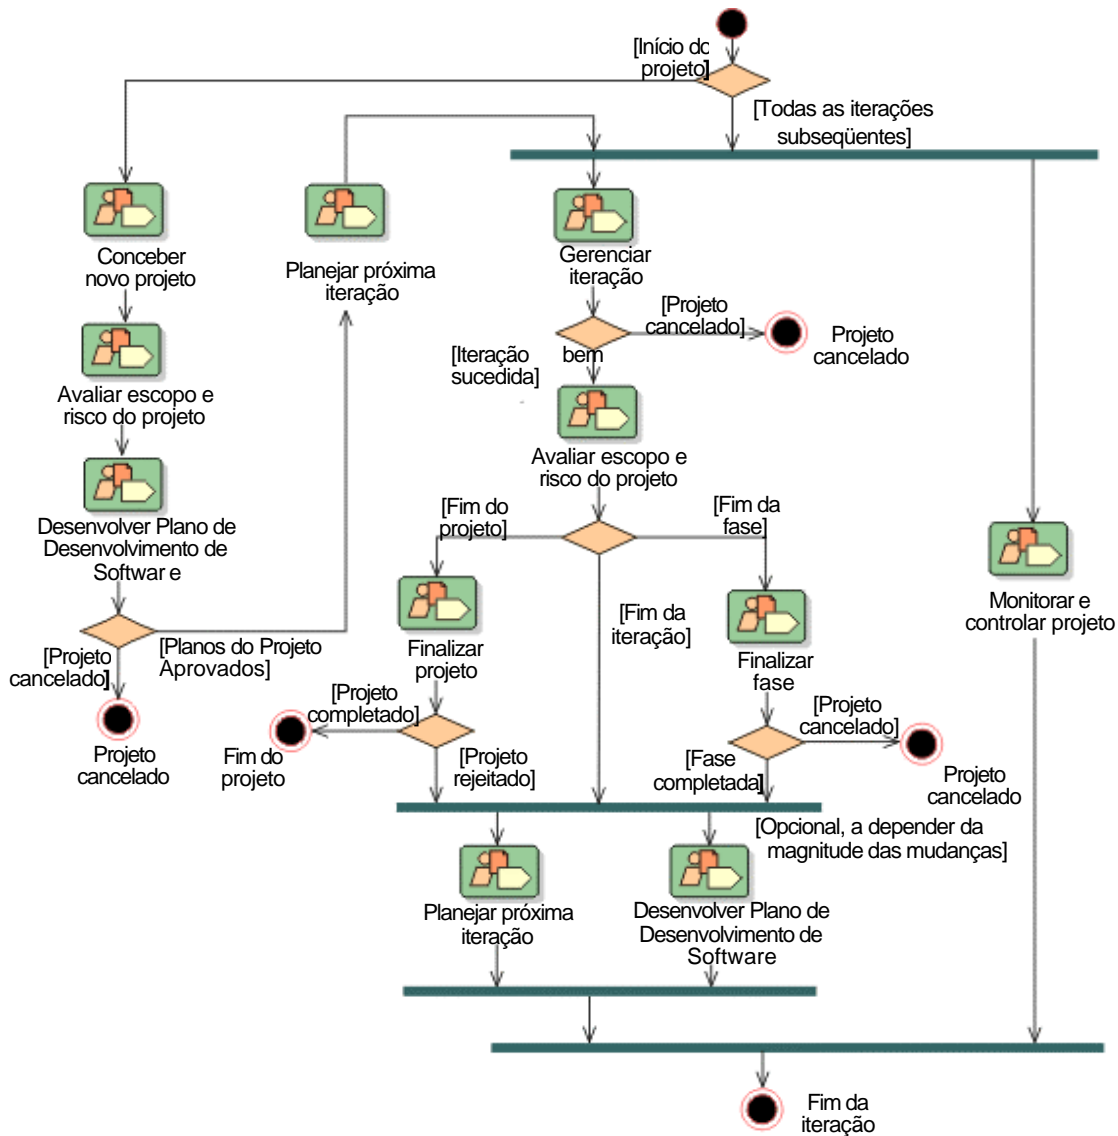 [Início do
projeto]
[Todas as iterações
subseqüentes]
Conceber
novo projeto
Planejar próxima
iteração
Gerenciar
iteração
[Projeto
cancelado]
Projeto
cancelado
[Iteração bem
sucedida]
Avaliar escopo e
risco do projeto
Avaliar escopo e
risco do projeto
[Fim do
projeto]
[Fim da
fase]
Desenvolver Plano de
Desenvolvimento de
Softwar e
Monitorar e
controlar projeto
[Fim da
iteração]
[Planos do Projeto
Aprovados]
[Projeto
cancelado]
Finalizar
projeto
Finalizar
fase
[Projeto
completado]
[Projeto
cancelado]
Projeto
cancelado
Fim do
projeto
[Projeto
rejeitado]
[Fase
completada]
Projeto
cancelado
[Opcional, a depender da
magnitude das mudanças]
Planejar próxima
iteração
Desenvolver Plano de
Desenvolvimento de
Software
Fim da
iteração